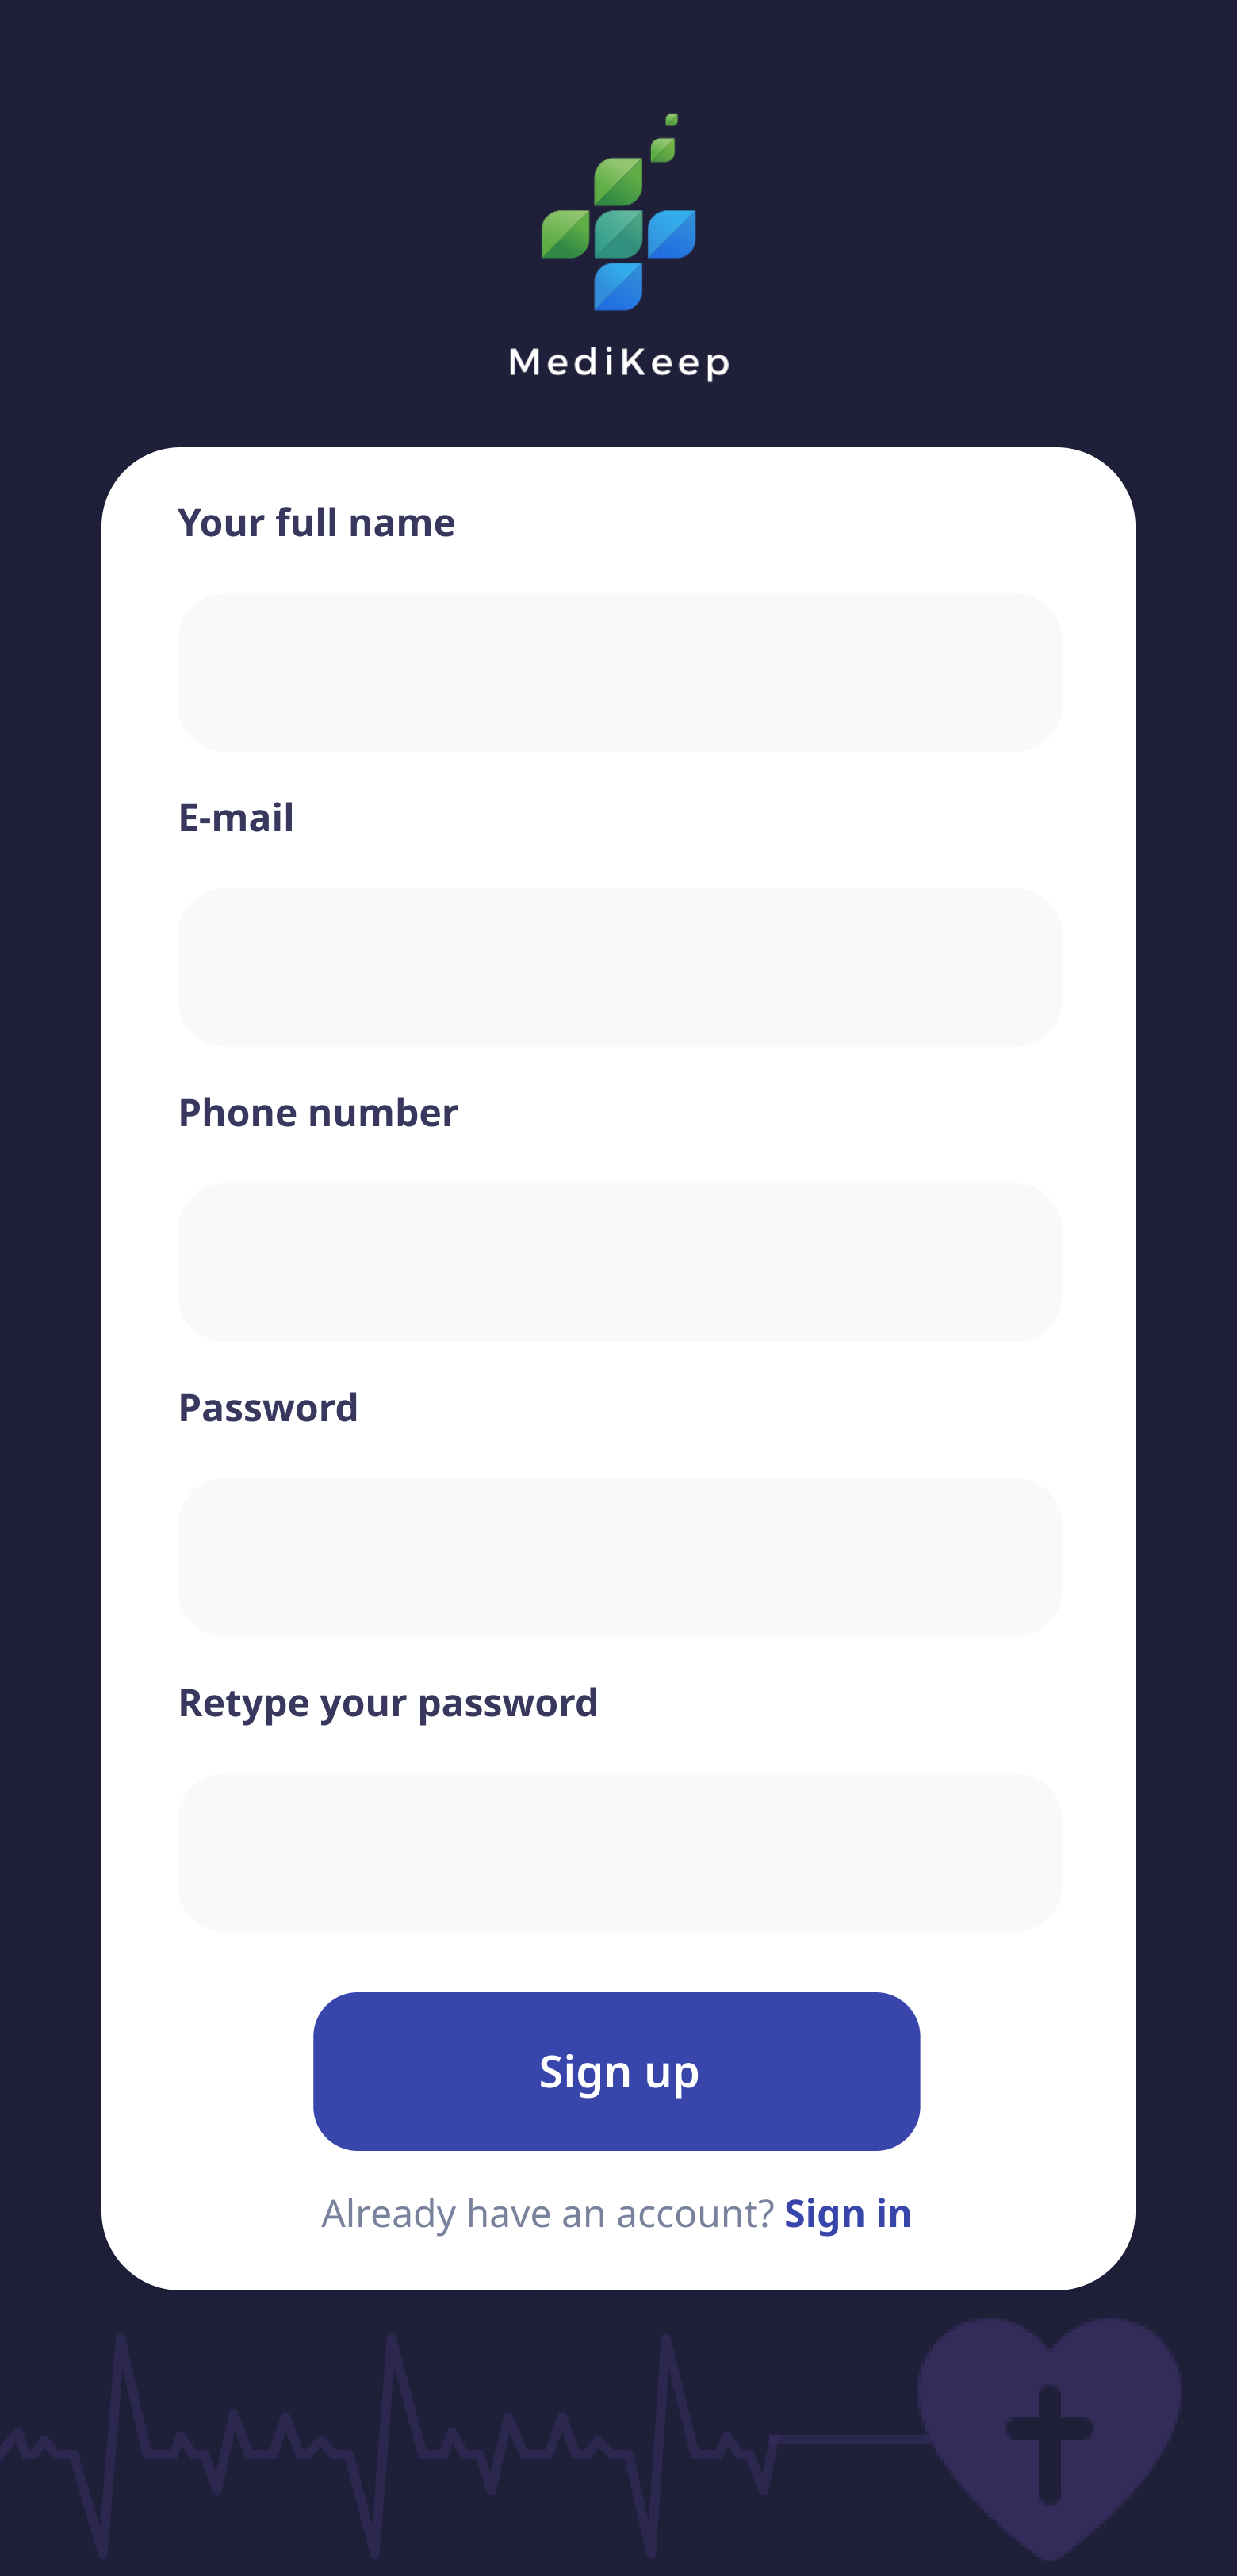 MediKeep
Your full name
E-mail
Phone number
Password
Retype your password
Sign up
Already have an account? Sign in